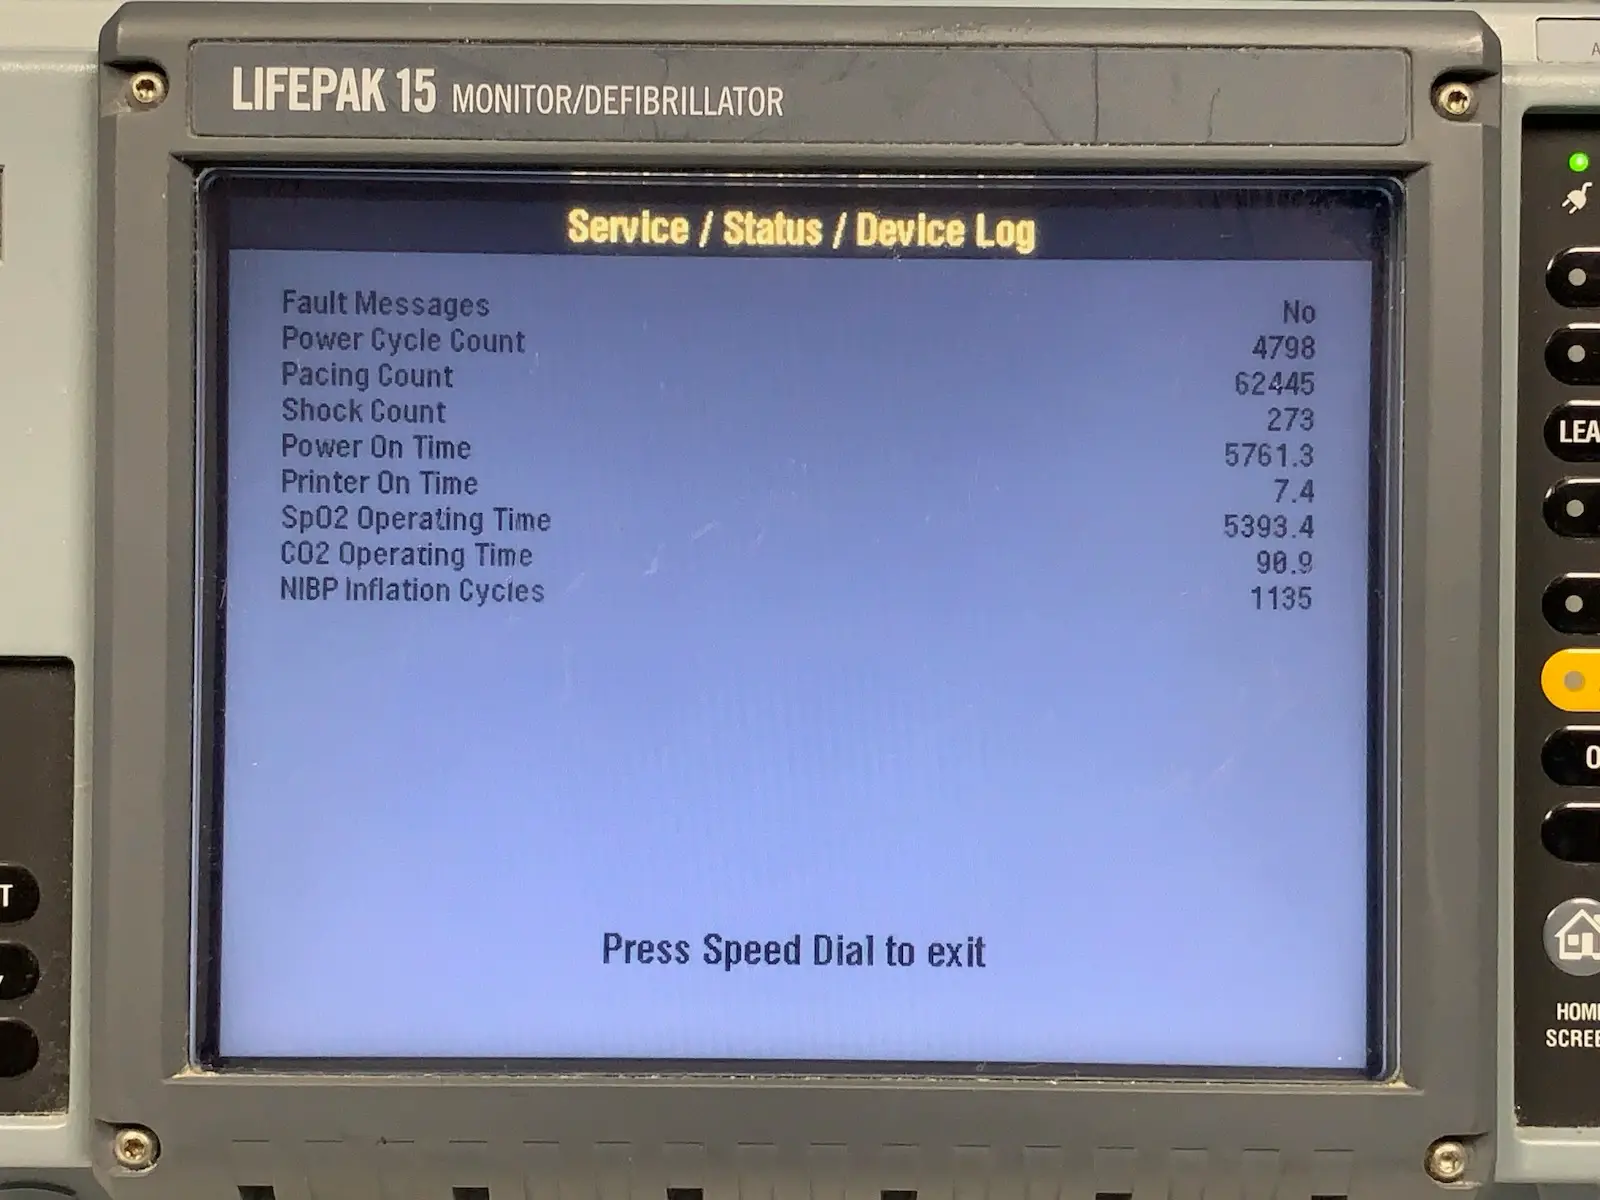 LIFEPAK 15 MONITOR/DEFIBRILLATOR
Service / Status / Device Log
Fault Messages No
Power Cycle Count 4798
Pacing Count 62445
Shock Count 273
Power On Time 5761.3
Printer On Time 7.4
SpO2 Operating Time 5393.4
CO2 Operating Time 90.9
NIBP Inflation Cycles 1135
Press Speed Dial to exit
LEA
HOME
SCREE